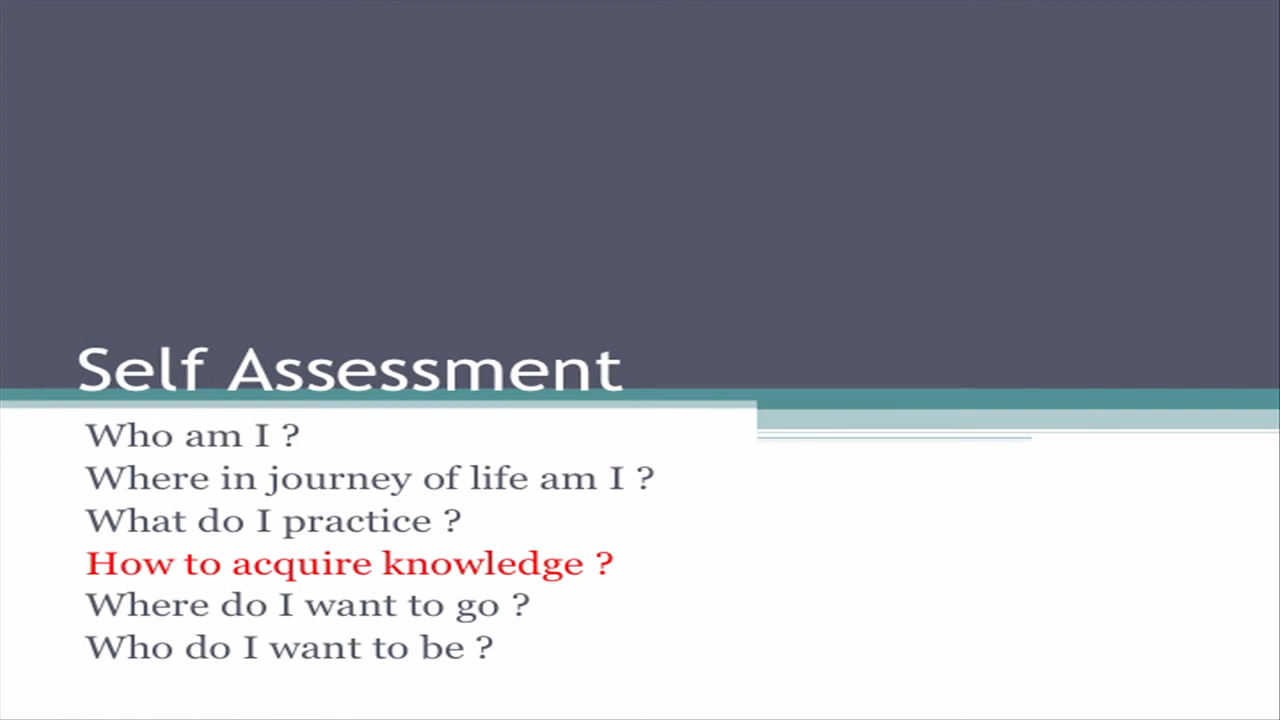 Self Assessment
Who am I ?
Where in journey of life am I ?
What do I practice ?
How to acquire knowledge ?
Where do I want to go ?
Who do I want to be ?